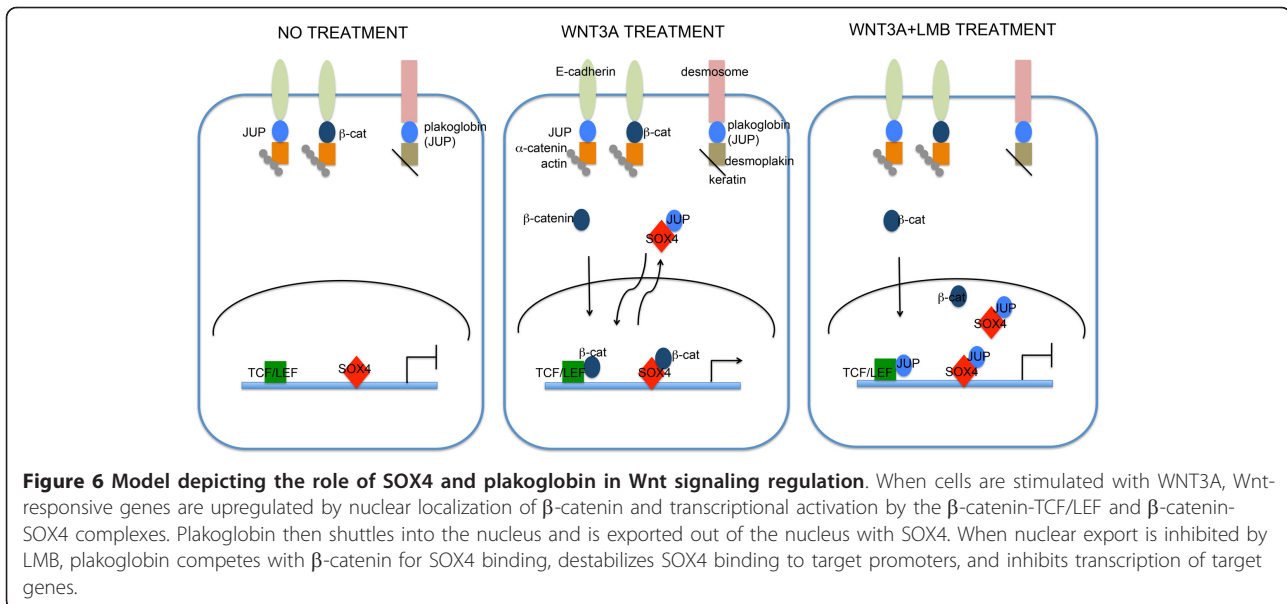 NO TREATMENT
JUP
β-cat
plakoglobin
(JUP)
TCF/LEF
SOX4
WNT3A TREATMENT
E-cadherin
desmosome
JUP
β-cat
plakoglobin
(JUP)
α-catenin
actin
desmoplakin
keratin
β-catenin
JUP
SOX4
β-cat
β-cat
TCF/LEF
SOX4
WNT3A+LMB TREATMENT
β-cat
β-cat
JUP
SOX4
JUP
JUP
TCF/LEF
SOX4
Figure 6 Model depicting the role of SOX4 and plakoglobin in Wnt signaling regulation. When cells are stimulated with WNT3A, Wnt-
responsive genes are upregulated by nuclear localization of β-catenin and transcriptional activation by the β-catenin-TCF/LEF and β-catenin-
SOX4 complexes. Plakoglobin then shuttles into the nucleus and is exported out of the nucleus with SOX4. When nuclear export is inhibited by
LMB, plakoglobin competes with β-catenin for SOX4 binding, destabilizes SOX4 binding to target promoters, and inhibits transcription of target
genes.